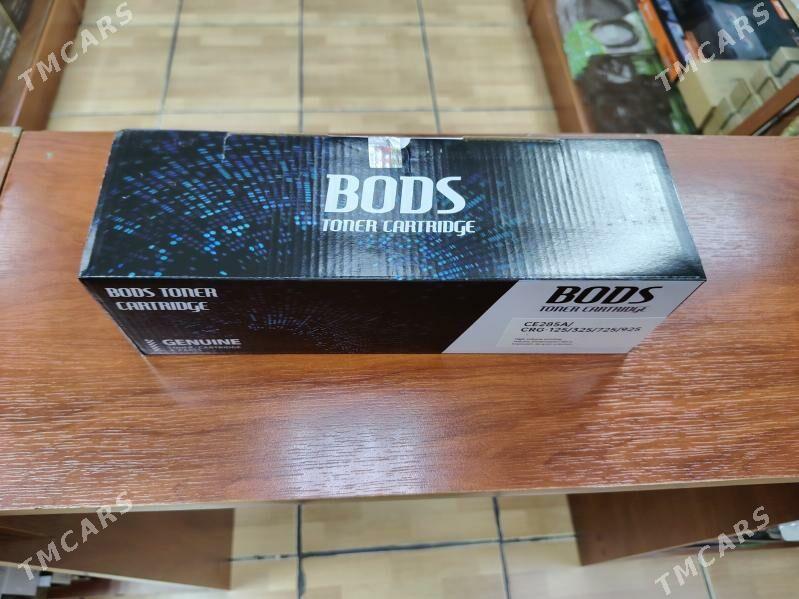 TMCARS
TMCARS
BODS
TONER CARTRIDGE
BODS TONER
CARTRIDGE
BODS
TONER CARTRIDGE
CE285A/
CRG-125/325/725/925
GENUINE
TMCARS
TMCARS